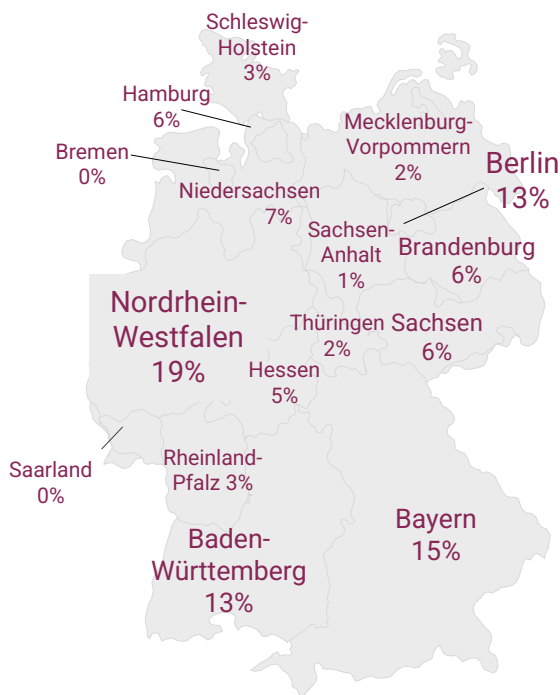 Schleswig-
Holstein
3%
Hamburg
6%
Mecklenburg-
Vorpommern
2%
Bremen
0%
Berlin
13%
Niedersachsen
7%
Sachsen-
Anhalt
1%
Brandenburg
6%
Nordrhein-
Westfalen
19%
Thüringen
2%
Sachsen
6%
Hessen
5%
Saarland
0%
Rheinland-
Pfalz 3%
Bayern
15%
Baden-
Württemberg
13%